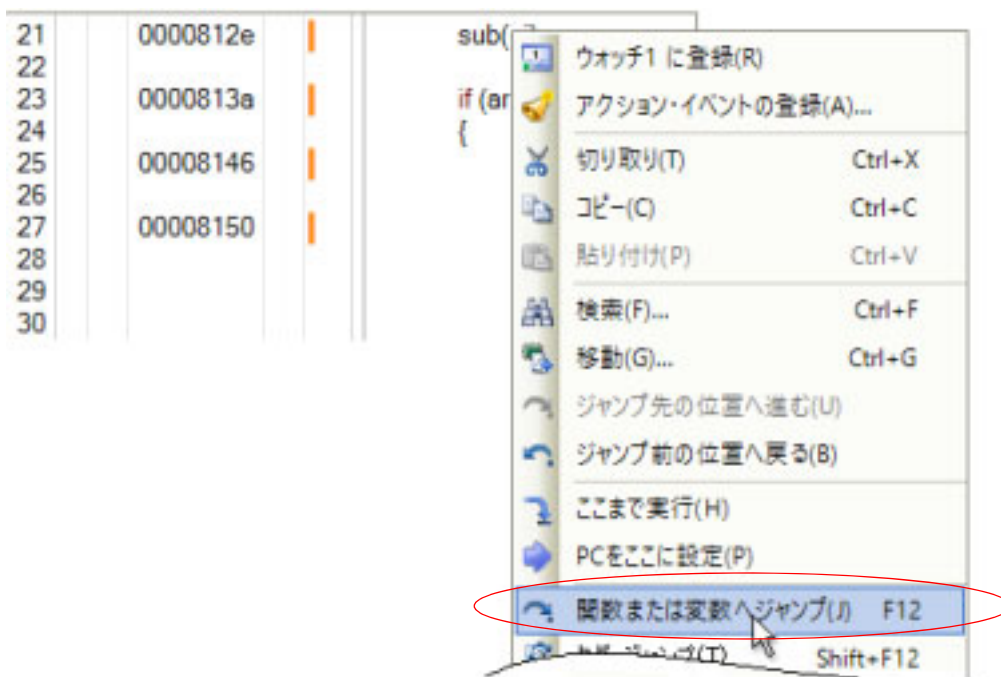 21 0000812e sub(
22
23 0000813a if (ar
24 {
25 00008146
26
27 00008150
28
29
30
ウォッチ1 に登録(R)
アクション・イベントの登録(A)...
切り取り(T) Ctrl+X
コピー(C) Ctrl+C
貼り付け(P) Ctrl+V
検索(F)... Ctrl+F
移動(G)... Ctrl+G
ジャンプ先の位置へ進む(U)
ジャンプ前の位置へ戻る(B)
ここまで実行(H)
PCをここに設定(P)
関数または変数へジャンプ(J) F12
(T) Shift+F12